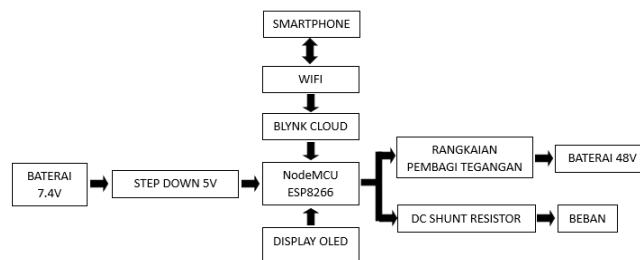 SMARTPHONE
WIFI
BLYNK CLOUD
BATERAI
7.4V
STEP DOWN 5V
NodeMCU
ESP8266
RANGKAIAN
PEMBAGI TEGANGAN
BATERAI 48V
DC SHUNT RESISTOR
BEBAN
DISPLAY OLED